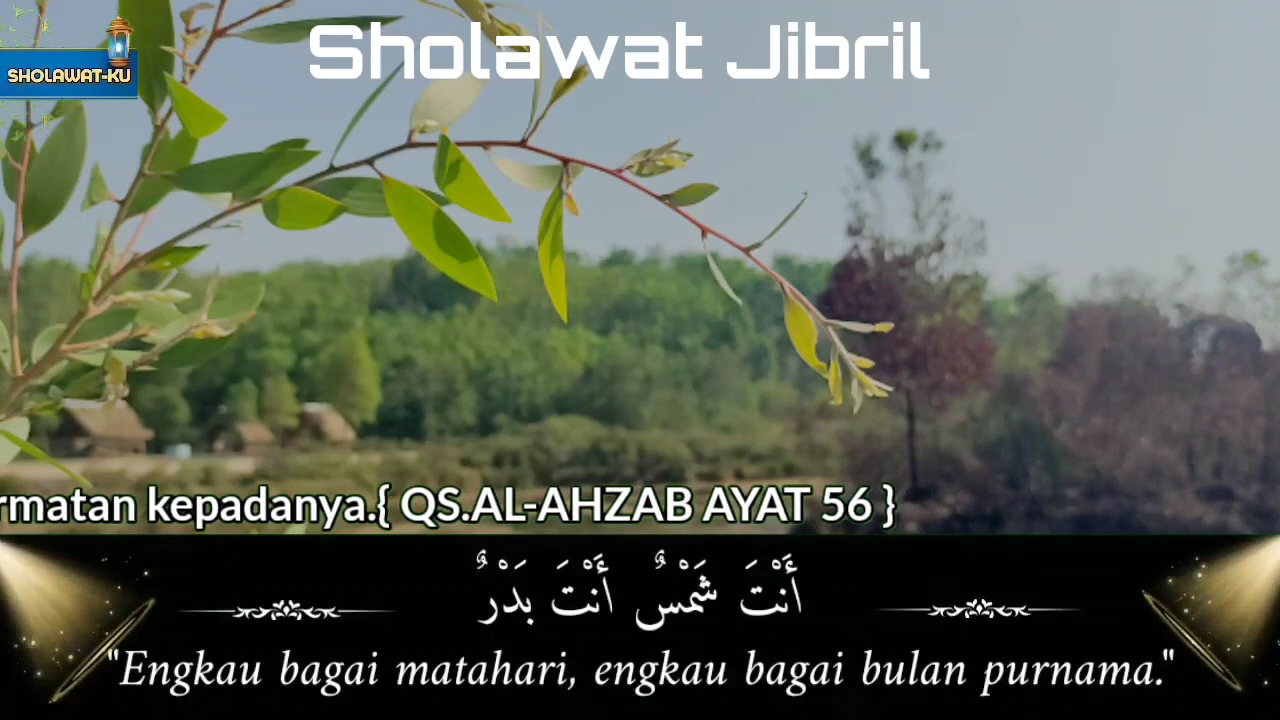 Sholawat Jibril
SHOLAWAT-KU
rmatan kepadanya.{ QS.AL-AHZAB AYAT 56 }
أَنْتَ شَمْسٌ أَنْتَ بَدْرٌ
"Engkau bagai matahari, engkau bagai bulan purnama."